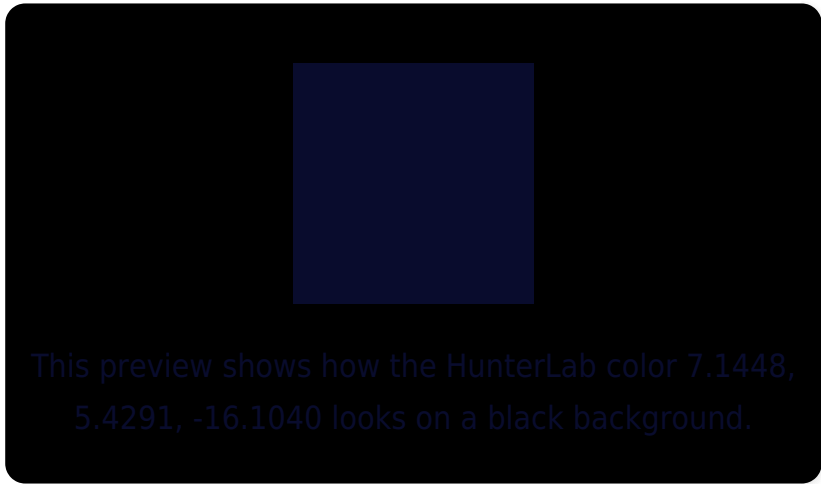 This preview shows how the HunterLab color 7.1448,
5.4291, -16.1040 looks on a black background.